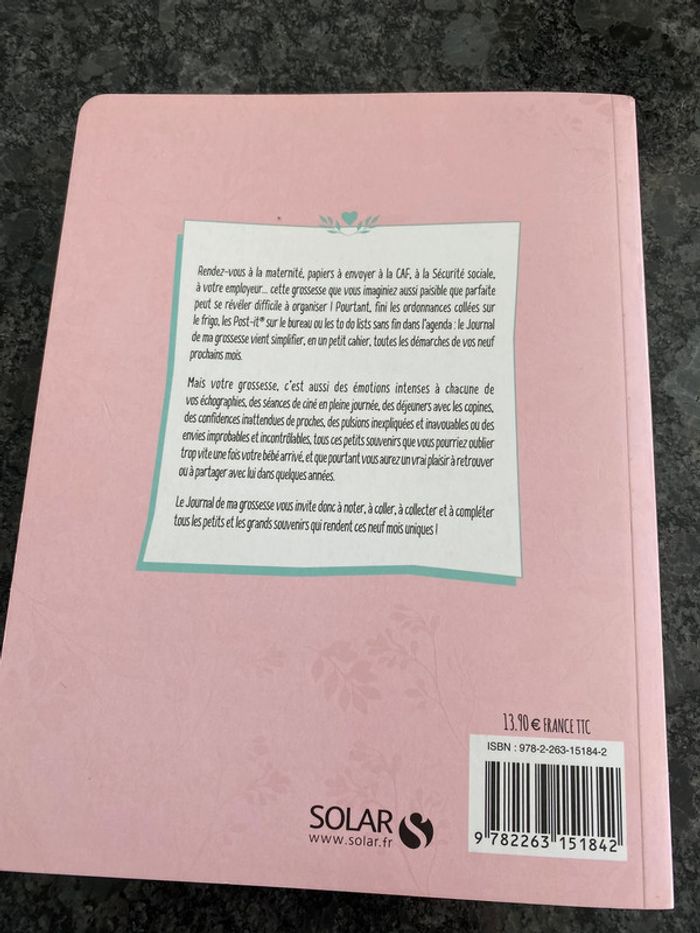 Rendez-vous à la maternité, papiers à envoyer à la CAF, à la Sécurité sociale,
à votre employeur... cette grossesse que vous imaginiez aussi paisible que parfaite
peut se révéler difficile à organiser ! Pourtant, fini les ordonnances collées sur
le frigo, les Post-it® sur le bureau ou les to do lists sans fin dans l'agenda : le Journal
de ma grossesse vient simplifier, en un petit cahier, toutes les démarches de vos neuf
prochains mois.
Mais votre grossesse, c'est aussi des émotions intenses à chacune de
vos échographies, des séances de ciné en pleine journée, des déjeuners avec les copines,
des confidences inattendues de proches, des pulsions inexpliquées et inavouables ou des
envies improbables et incontrôlables, tous ces petits souvenirs que vous pourriez oublier
trop vite une fois votre bébé arrivé, et que pourtant vous aurez un vrai plaisir à retrouver
ou à partager avec lui dans quelques années.
Le Journal de ma grossesse vous invite donc à noter, à coller, à collecter et à compléter
tous les petits et les grands souvenirs qui rendent ces neuf mois uniques !
13.90 € FRANCE TTC
ISBN : 978-2-263-15184-2
SOLAR
www.solar.fr
9 782263 151842